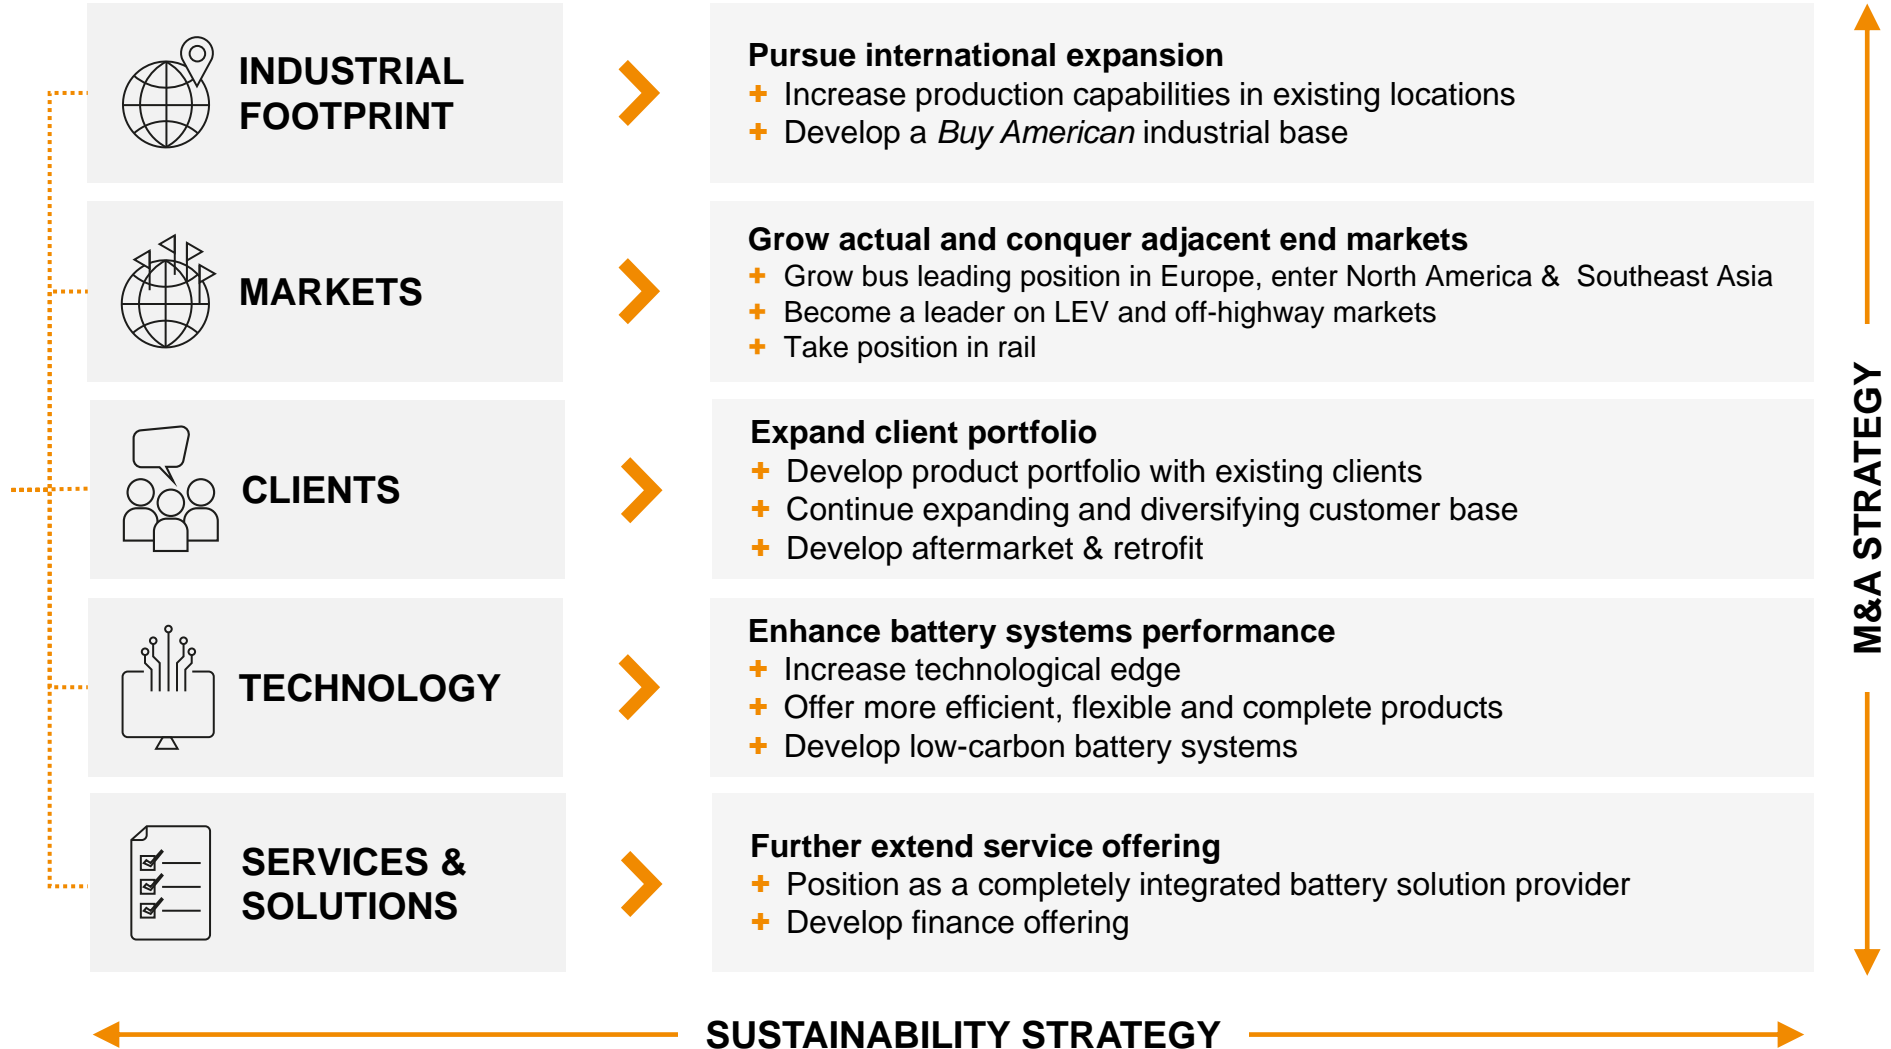 INDUSTRIAL
FOOTPRINT
Pursue international expansion
+ Increase production capabilities in existing locations
+ Develop a Buy American industrial base
MARKETS
Grow actual and conquer adjacent end markets
+ Grow bus leading position in Europe, enter North America & Southeast Asia
+ Become a leader on LEV and off-highway markets
+ Take position in rail
CLIENTS
Expand client portfolio
+ Develop product portfolio with existing clients
+ Continue expanding and diversifying customer base
+ Develop aftermarket & retrofit
TECHNOLOGY
Enhance battery systems performance
+ Increase technological edge
+ Offer more efficient, flexible and complete products
+ Develop low-carbon battery systems
SERVICES &
SOLUTIONS
Further extend service offering
+ Position as a completely integrated battery solution provider
+ Develop finance offering
M&A STRATEGY
SUSTAINABILITY STRATEGY